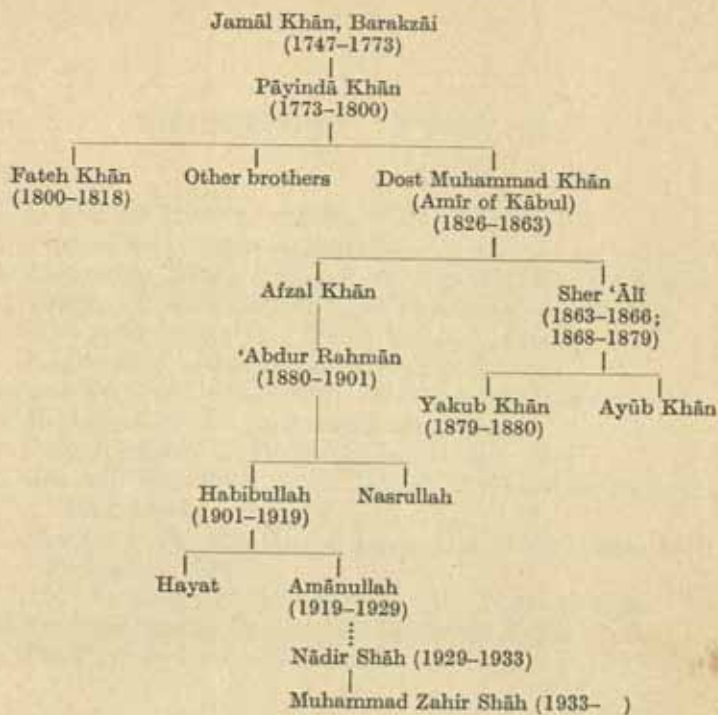 Jamāl Khān, Barakzāi
(1747–1773)
Pāyindā Khān
(1773–1800)
Fateh Khān
(1800–1818)
Other brothers
Dost Muhammad Khān
(Amīr of Kābul)
(1826–1863)
Afzal Khān
Sher ‘Ālī
(1863–1866;
1868–1879)
‘Abdur Rahmān
(1880–1901)
Yakub Khān
(1879–1880)
Ayūb Khān
Habibullah
(1901–1919)
Nasrullah
Hayat
Amānullah
(1919–1929)
Nādir Shāh (1929–1933)
Muhammad Zahir Shāh (1933– )